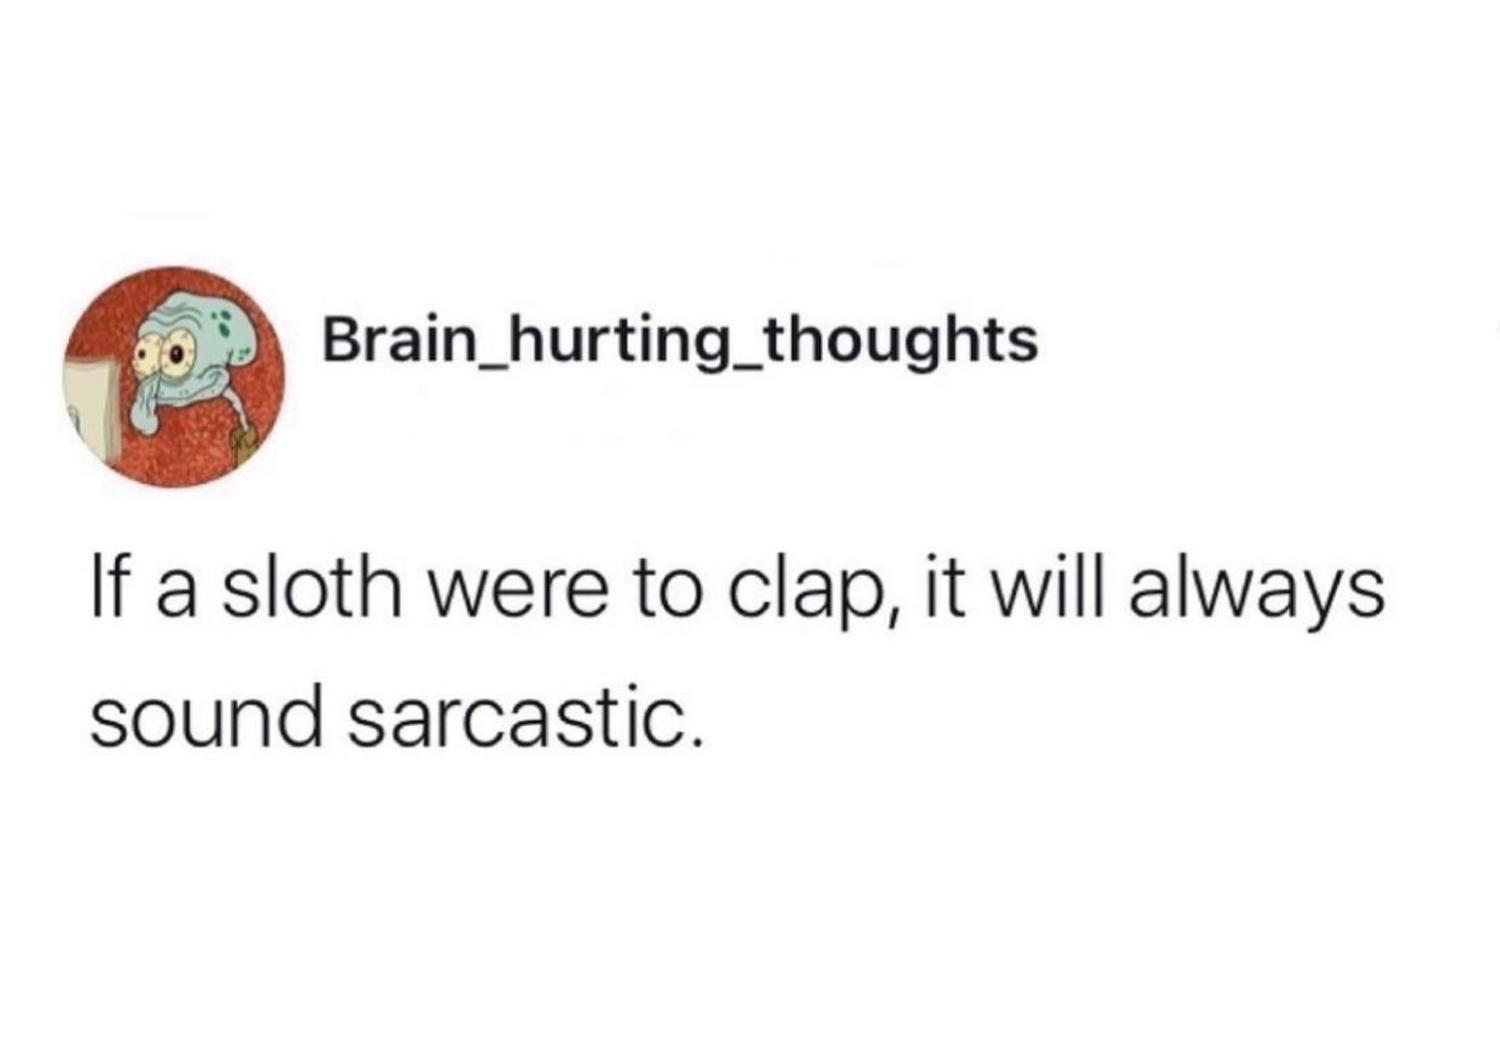 Brain_hurting_thoughts
If a sloth were to clap, it will always
sound sarcastic.